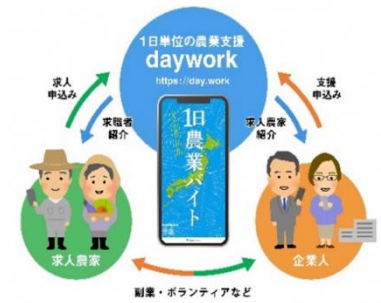 1日単位の農業支援
daywork
https://day.work
求人
申込み
支援
申込み
求職者
紹介
求人農家
紹介
1日農業バイト
求人農家
企業人
副業・ボランティアなど